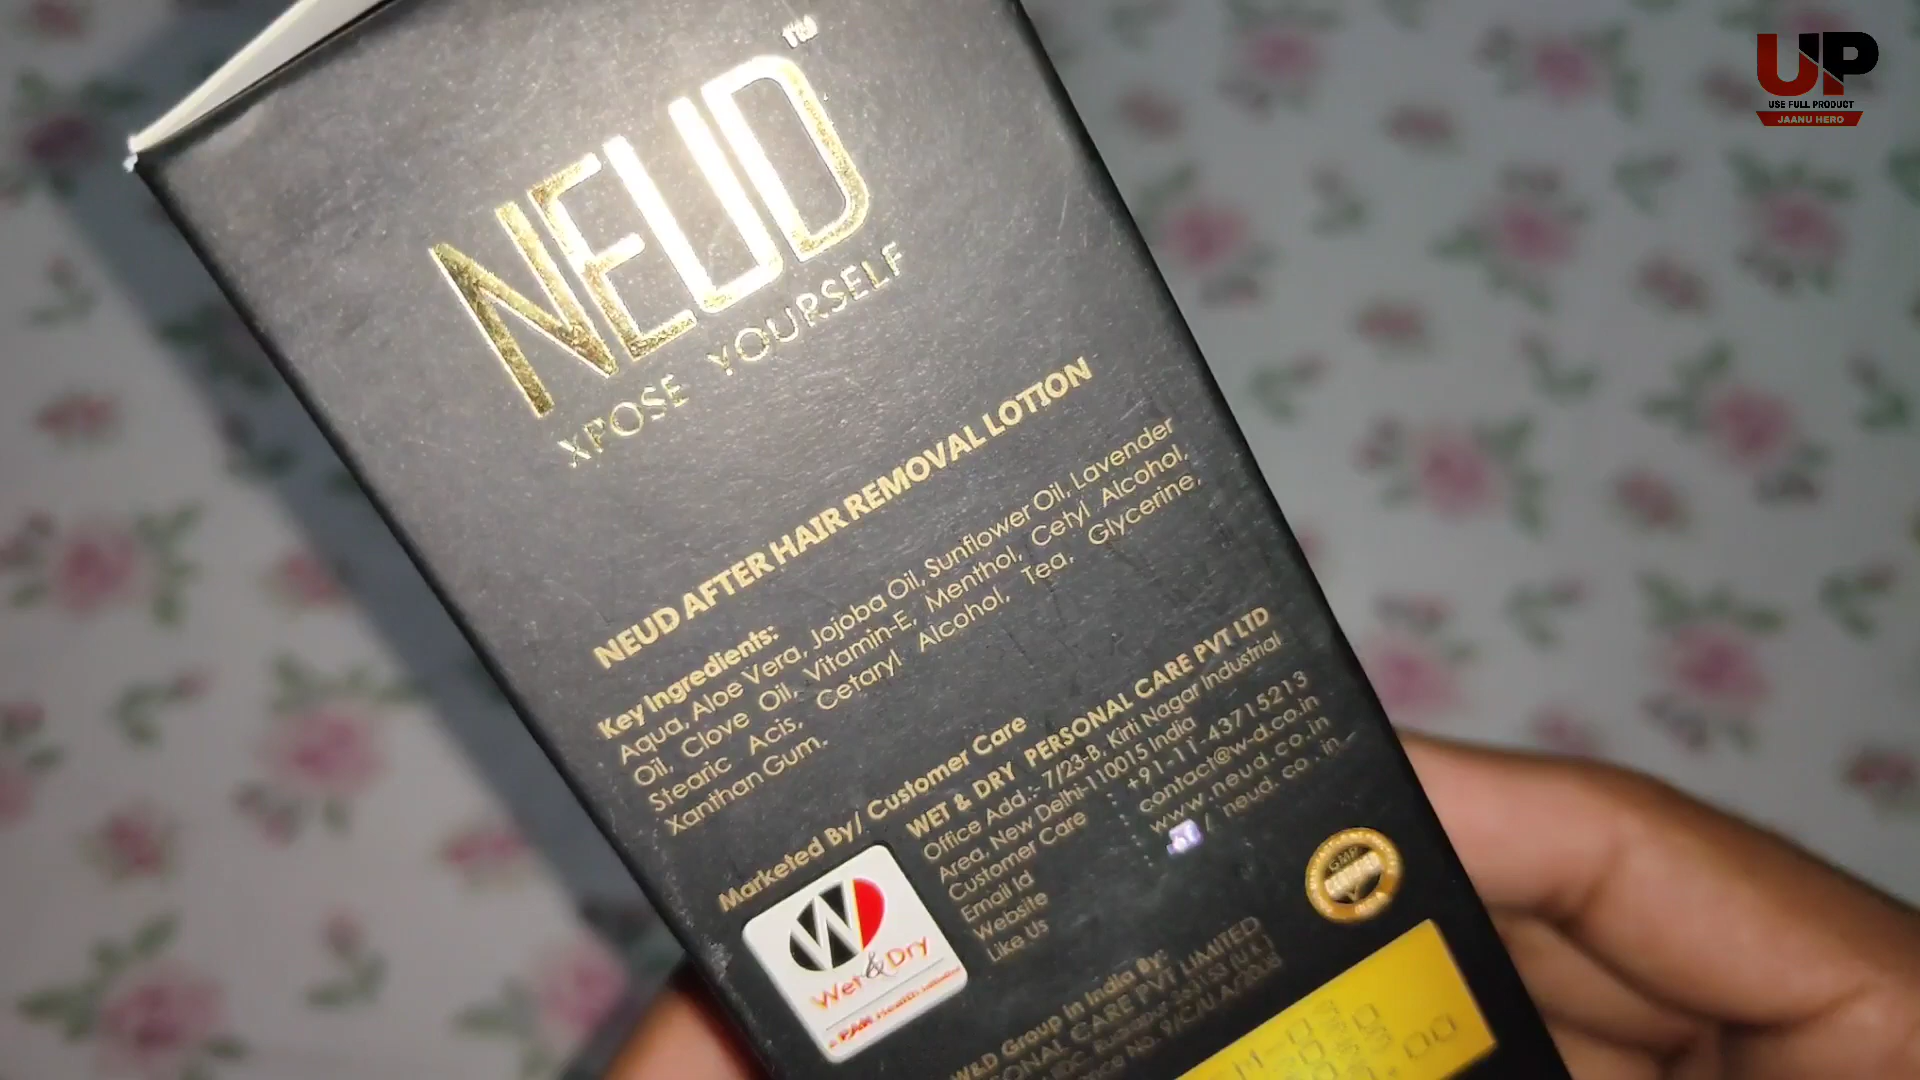 NEUD™
XPOSE YOURSELF
NEUD AFTER HAIR REMOVAL LOTION
Key Ingredients:
Aqua, Aloe Vera, Jojoba Oil, Sunflower Oil, Lavender
Oil, Clove Oil, Vitamin-E, Menthol, Cetyl Alcohol,
Stearic Acis, Cetaryl Alcohol, Tea. Glycerine,
Xanthan Gum.
Marketed By/ Customer Care
WET & DRY PERSONAL CARE PVT LTD
Office Add.:- 7/23-B, Kirti Nagar Industrial
Area, New Delhi-110015 India
Customer Care : +91-11-43715213
Email Id : contact@w-d.co.in
Website : www.neud.co.in
Like Us : / neud.co.in
WD
Wet & Dry
GMP
W&D Group in India By:
SONAL CARE PVT LIMITED
UP
USE FULL PRODUCT
JAANU HERO